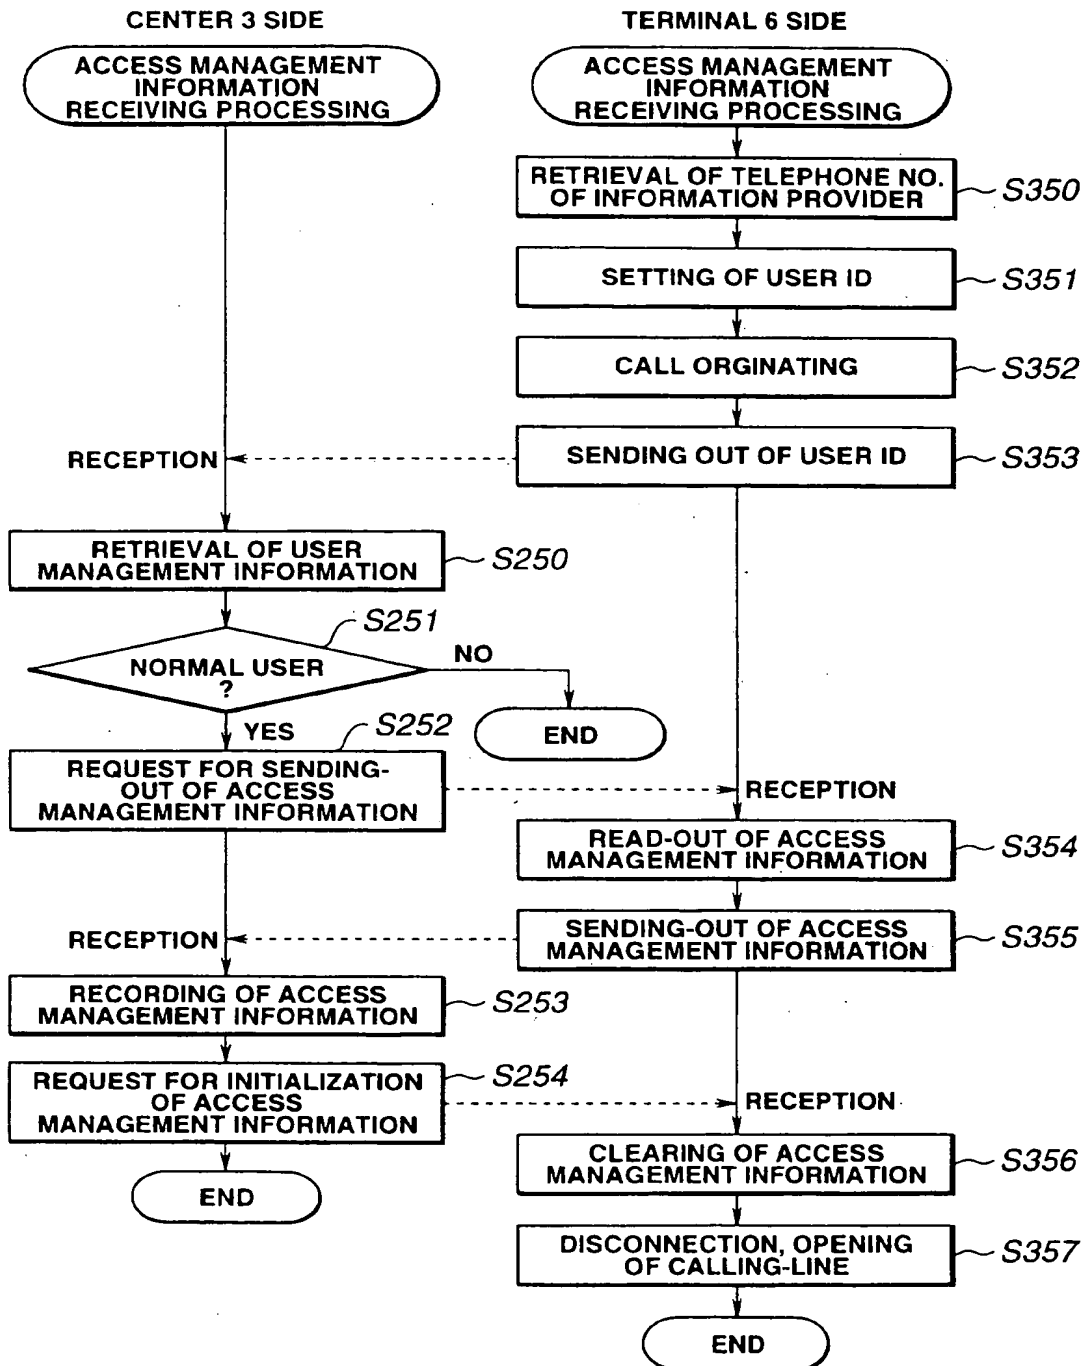 CENTER 3 SIDE
TERMINAL 6 SIDE
ACCESS MANAGEMENT
INFORMATION
RECEIVING PROCESSING
ACCESS MANAGEMENT
INFORMATION
RECEIVING PROCESSING
RETRIEVAL OF TELEPHONE NO.
OF INFORMATION PROVIDER
S350
SETTING OF USER ID
S351
CALL ORGINATING
S352
RECEPTION
SENDING OUT OF USER ID
S353
RETRIEVAL OF USER
MANAGEMENT INFORMATION
S250
S251
NORMAL USER
?
NO
END
YES
S252
REQUEST FOR SENDING-
OUT OF ACCESS
MANAGEMENT INFORMATION
RECEPTION
READ-OUT OF ACCESS
MANAGEMENT INFORMATION
S354
RECEPTION
SENDING-OUT OF ACCESS
MANAGEMENT INFORMATION
S355
RECORDING OF ACCESS
MANAGEMENT INFORMATION
S253
REQUEST FOR INITIALIZATION
OF ACCESS
MANAGEMENT INFORMATION
S254
RECEPTION
CLEARING OF ACCESS
MANAGEMENT INFORMATION
S356
END
DISCONNECTION, OPENING
OF CALLING-LINE
S357
END